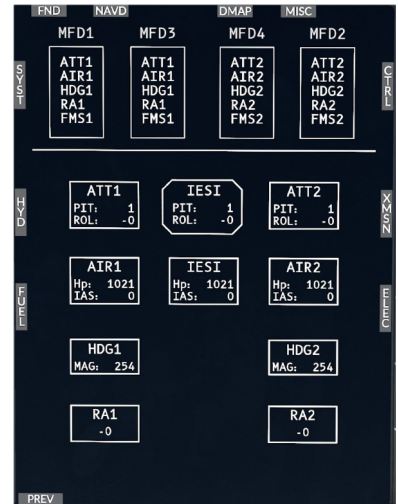 FND NAVD DMAP MISC
MFD1 MFD3 MFD4 MFD2
ATT1 ATT1 ATT2 ATT2
AIR1 AIR1 AIR2 AIR2
HDG1 HDG1 HDG2 HDG2
RA1 RA1 RA2 RA2
FMS1 FMS1 FMS2 FMS2
SYST
CTRL
HYD
XMSN
ATT1 IESI ATT2
PIT: 1 PIT: 1 PIT: 1
ROL: -0 ROL: -0 ROL: -0
AIR1 IESI AIR2
Hp: 1021 Hp: 1021 Hp: 1021
IAS: 0 IAS: 0 IAS: 0
FUEL
ELEC
HDG1 HDG2
MAG: 254 MAG: 254
RA1 RA2
-0 -0
PREV